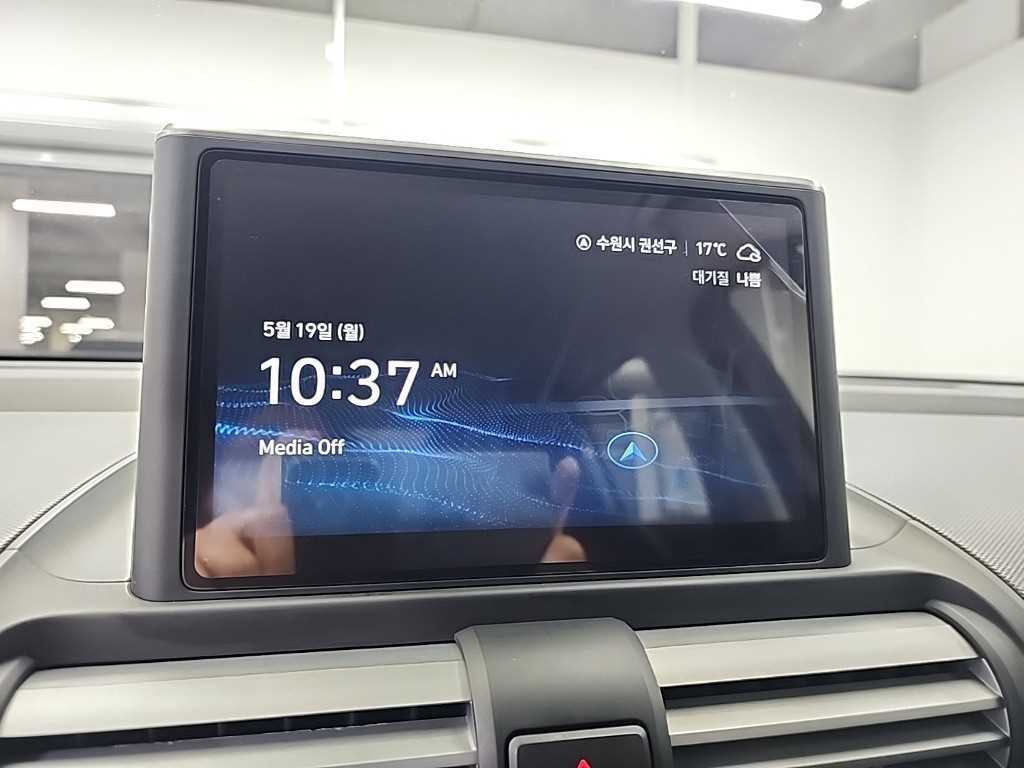 수원시 권선구 | 17℃
대기질 나쁨
5월 19일 (월)
10:37 AM
Media Off